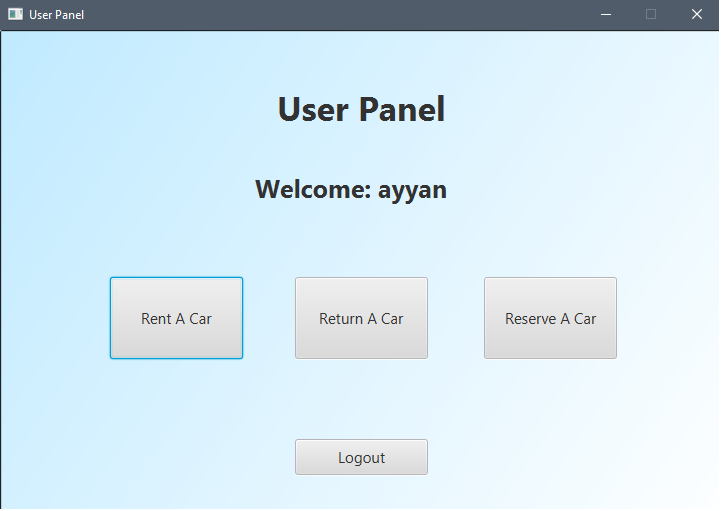 User Panel
User Panel
Welcome: ayyan
Rent A Car
Return A Car
Reserve A Car
Logout